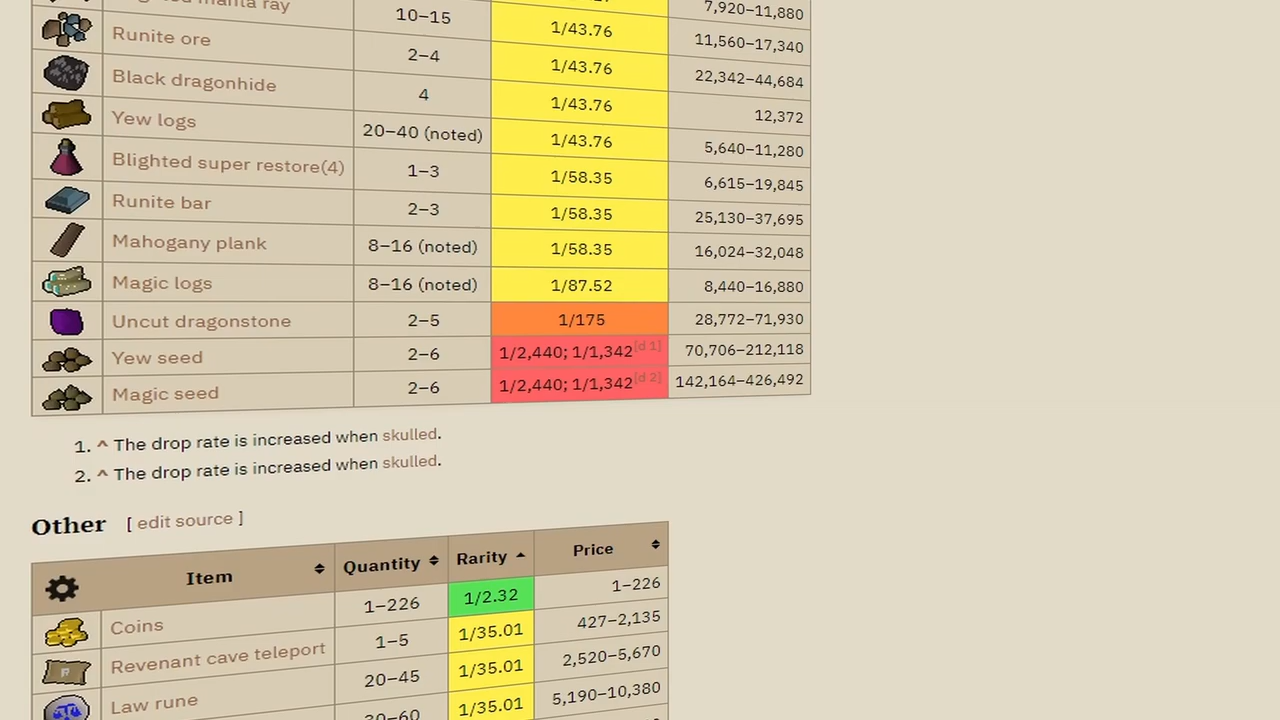 7,920–11,880
manta ray 10–15 1/43.76 11,560–17,340
Runite ore 2–4 1/43.76 22,342–44,684
Black dragonhide 4 1/43.76 12,372
Yew logs 20–40 (noted) 1/43.76 5,640–11,280
Blighted super restore(4) 1–3 1/58.35 6,615–19,845
Runite bar 2–3 1/58.35 25,130–37,695
Mahogany plank 8–16 (noted) 1/58.35 16,024–32,048
Magic logs 8–16 (noted) 1/87.52 8,440–16,880
Uncut dragonstone 2–5 1/175 28,772–71,930
Yew seed 2–6 1/2,440; 1/1,342[d 1] 70,706–212,118
Magic seed 2–6 1/2,440; 1/1,342[d 2] 142,164–426,492
1. ^ The drop rate is increased when skulled.
2. ^ The drop rate is increased when skulled.
Other [ edit source ]
Item Quantity Rarity Price
Coins 1–226 1/2.32 1–226
Revenant cave teleport 1–5 1/35.01 427–2,135
Law rune 20–45 1/35.01 2,520–5,670
1/35.01 5,190–10,380